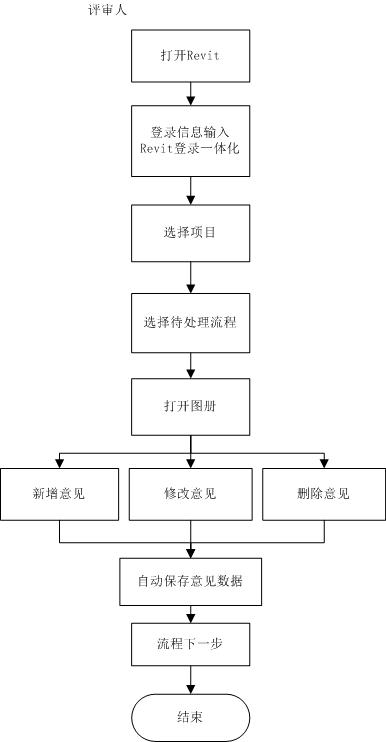 评审人
打开Revit
登录信息输入
Revit登录一体化
选择项目
选择待处理流程
打开图册
新增意见
修改意见
删除意见
自动保存意见数据
流程下一步
结束